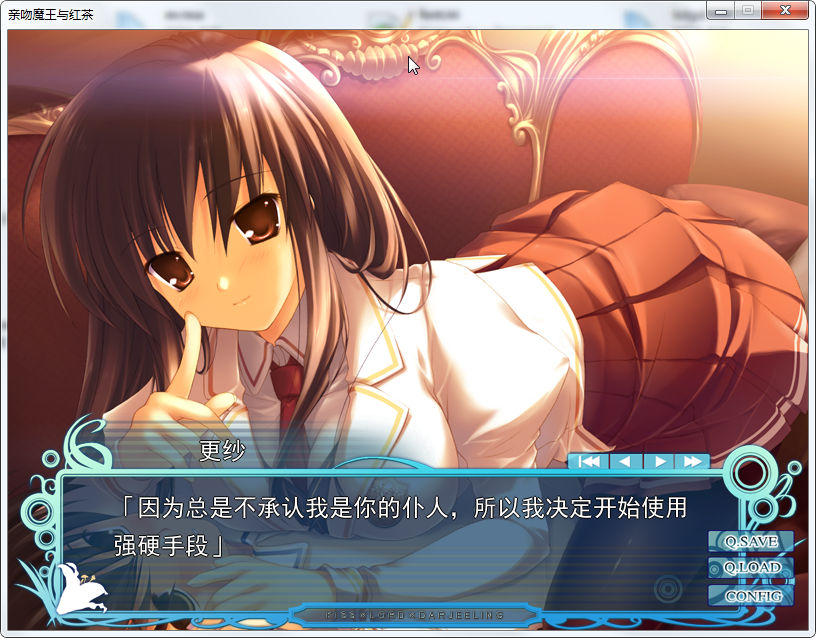 亲吻魔王与红茶
更纱
「因为总是不承认我是你的仆人，所以我决定开始使用
强硬手段」
Q.SAVE
Q.LOAD
CONFIG
KISS×LORD×DARJEELING